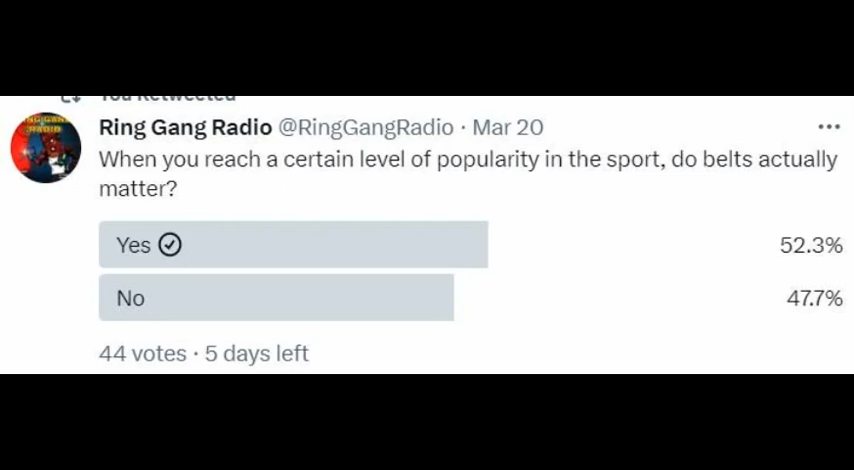 You Retweeted
Ring Gang Radio @RingGangRadio · Mar 20
When you reach a certain level of popularity in the sport, do belts actually
matter?
Yes 52.3%
No 47.7%
44 votes · 5 days left